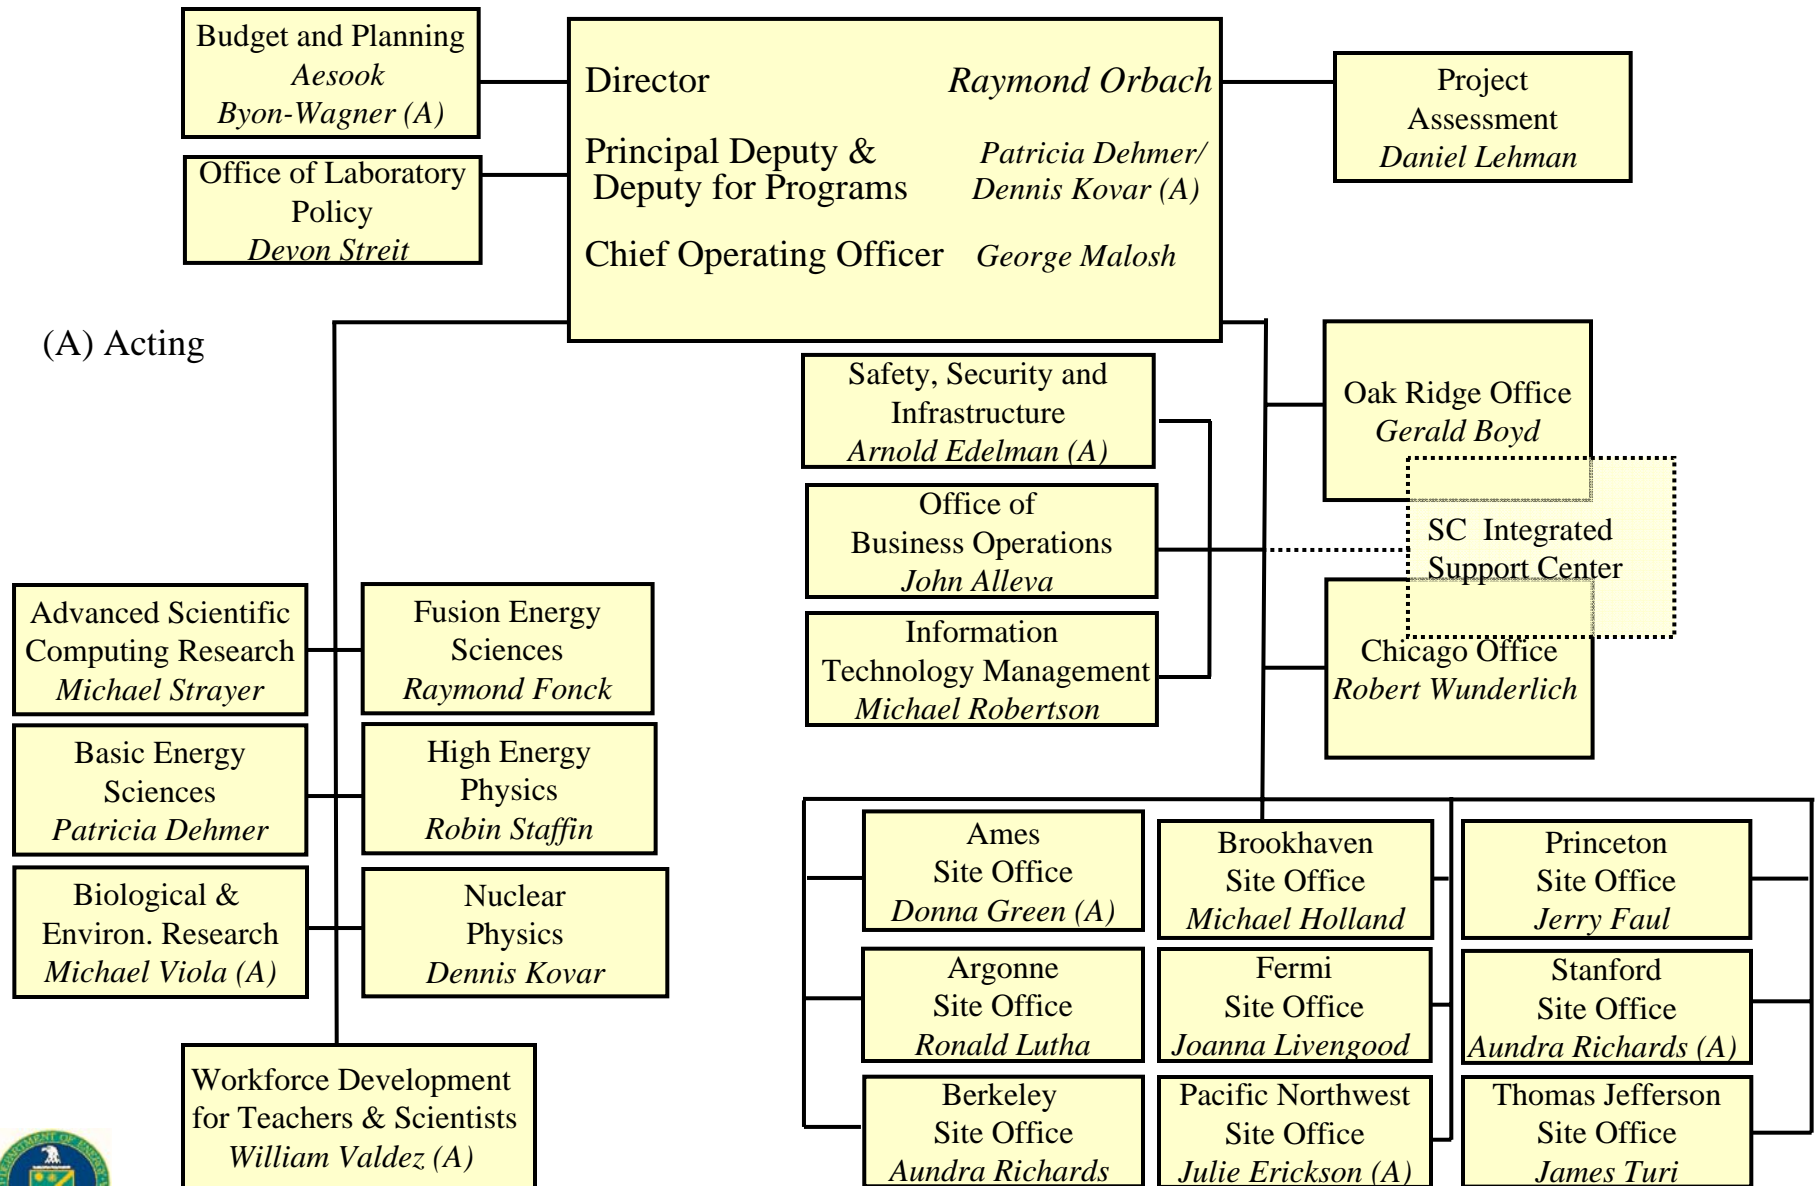 Budget and Planning
Aesook
Byon-Wagner (A)
Office of Laboratory
Policy
Devon Streit
Director Raymond Orbach
Principal Deputy & Patricia Dehmer/
Deputy for Programs Dennis Kovar (A)
Chief Operating Officer George Malosh
Project
Assessment
Daniel Lehman
(A) Acting
Safety, Security and
Infrastructure
Arnold Edelman (A)
Office of
Business Operations
John Alleva
Information
Technology Management
Michael Robertson
Oak Ridge Office
Gerald Boyd
SC Integrated
Support Center
Chicago Office
Robert Wunderlich
Advanced Scientific
Computing Research
Michael Strayer
Fusion Energy
Sciences
Raymond Fonck
Basic Energy
Sciences
Patricia Dehmer
High Energy
Physics
Robin Staffin
Biological &
Environ. Research
Michael Viola (A)
Nuclear
Physics
Dennis Kovar
Workforce Development
for Teachers & Scientists
William Valdez (A)
Ames
Site Office
Donna Green (A)
Brookhaven
Site Office
Michael Holland
Princeton
Site Office
Jerry Faul
Argonne
Site Office
Ronald Lutha
Fermi
Site Office
Joanna Livengood
Stanford
Site Office
Aundra Richards (A)
Berkeley
Site Office
Aundra Richards
Pacific Northwest
Site Office
Julie Erickson (A)
Thomas Jefferson
Site Office
James Turi